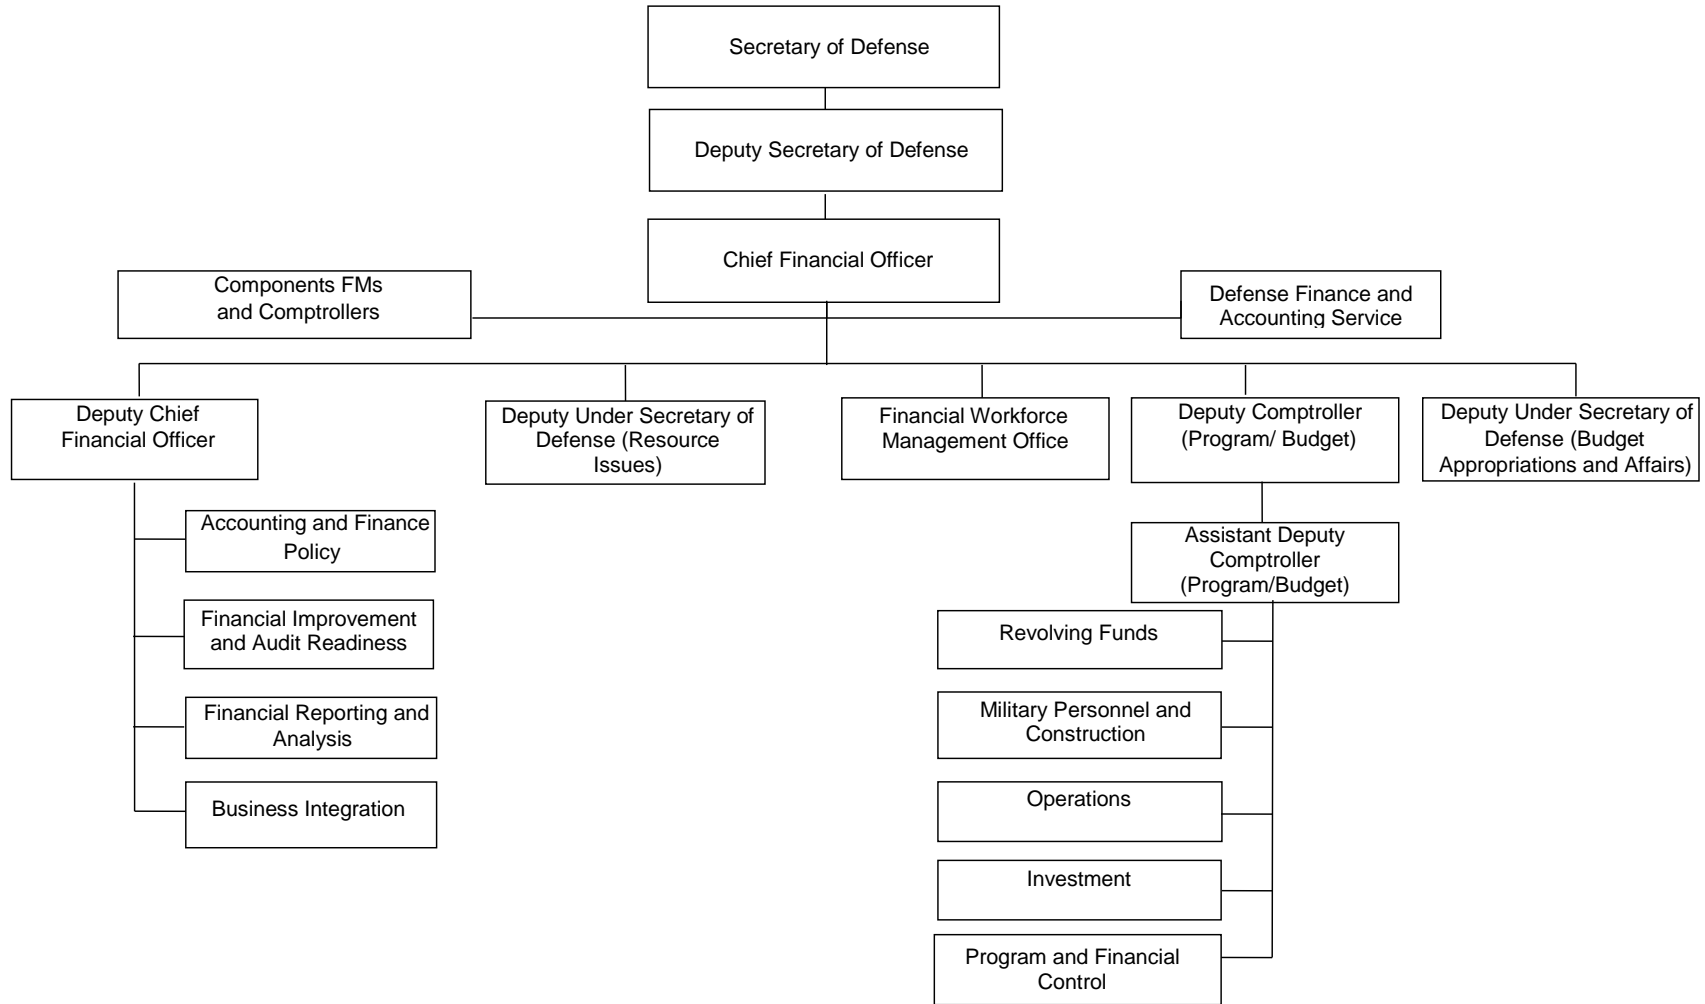 Secretary of Defense
Deputy Secretary of Defense
Chief Financial Officer
Components FMs
and Comptrollers
Defense Finance and
Accounting Service
Deputy Chief
Financial Officer
Deputy Under Secretary of
Defense (Resource
Issues)
Financial Workforce
Management Office
Deputy Comptroller
(Program/ Budget)
Deputy Under Secretary of
Defense (Budget
Appropriations and Affairs)
Accounting and Finance
Policy
Financial Improvement
and Audit Readiness
Financial Reporting and
Analysis
Business Integration
Assistant Deputy
Comptroller
(Program/Budget)
Revolving Funds
Military Personnel and
Construction
Operations
Investment
Program and Financial
Control